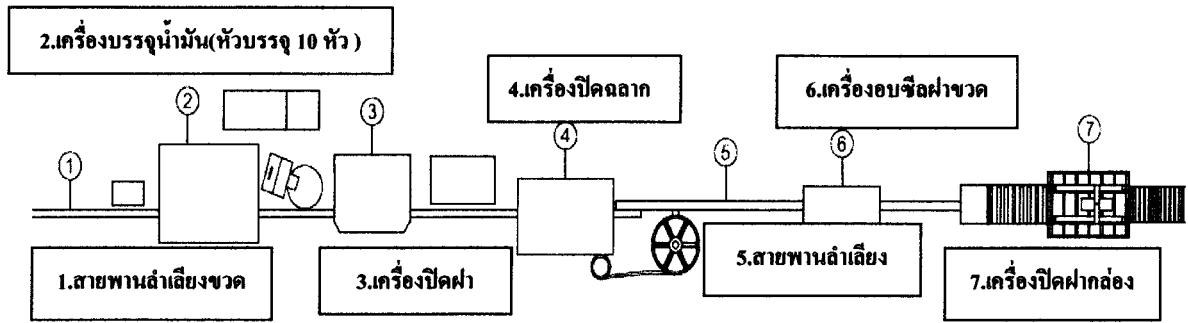 2.เครื่องบรรจุน้ำมัน(หัวบรรจุ 10 หัว )
4.เครื่องปิดฉลาก
6.เครื่องอบซีลฝาขวด
1
2
3
4
5
6
7
1.สายพานลำเลียงขวด
3.เครื่องปิดฝา
5.สายพานลำเลียง
7.เครื่องปิดฝากล่อง